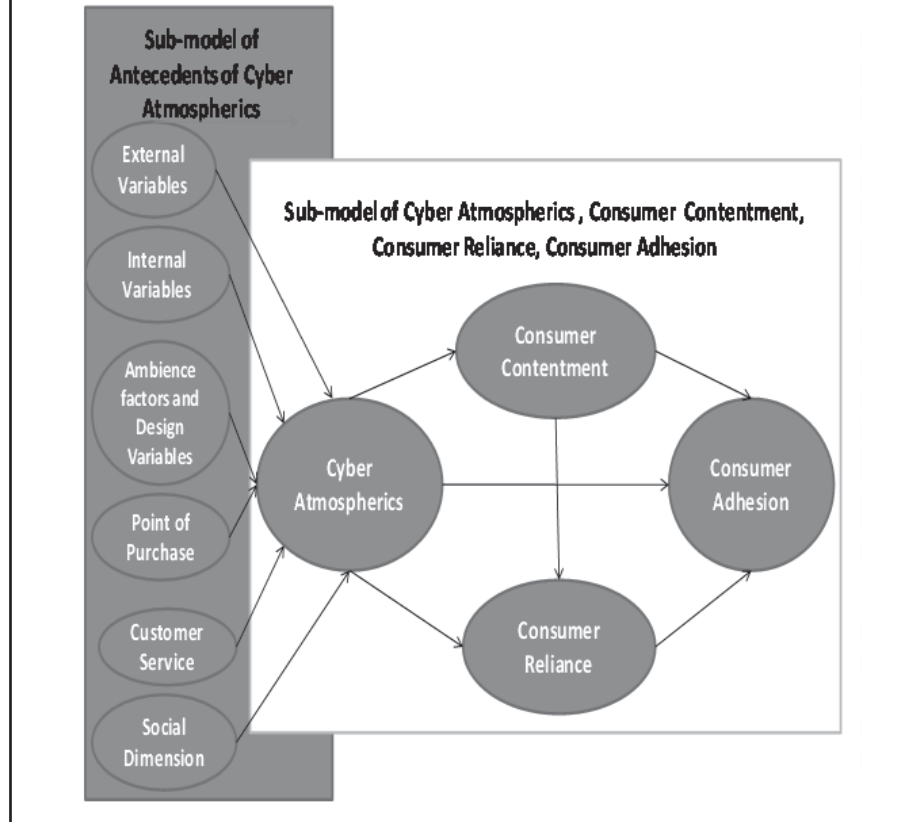 Sub-model of
Antecedents of Cyber
Atmospherics
External
Variables
Internal
Variables
Ambience
factors and
Design
Variables
Point of
Purchase
Customer
Service
Social
Dimension
Sub-model of Cyber Atmospherics , Consumer Contentment,
Consumer Reliance, Consumer Adhesion
Consumer
Contentment
Cyber
Atmospherics
Consumer
Adhesion
Consumer
Reliance